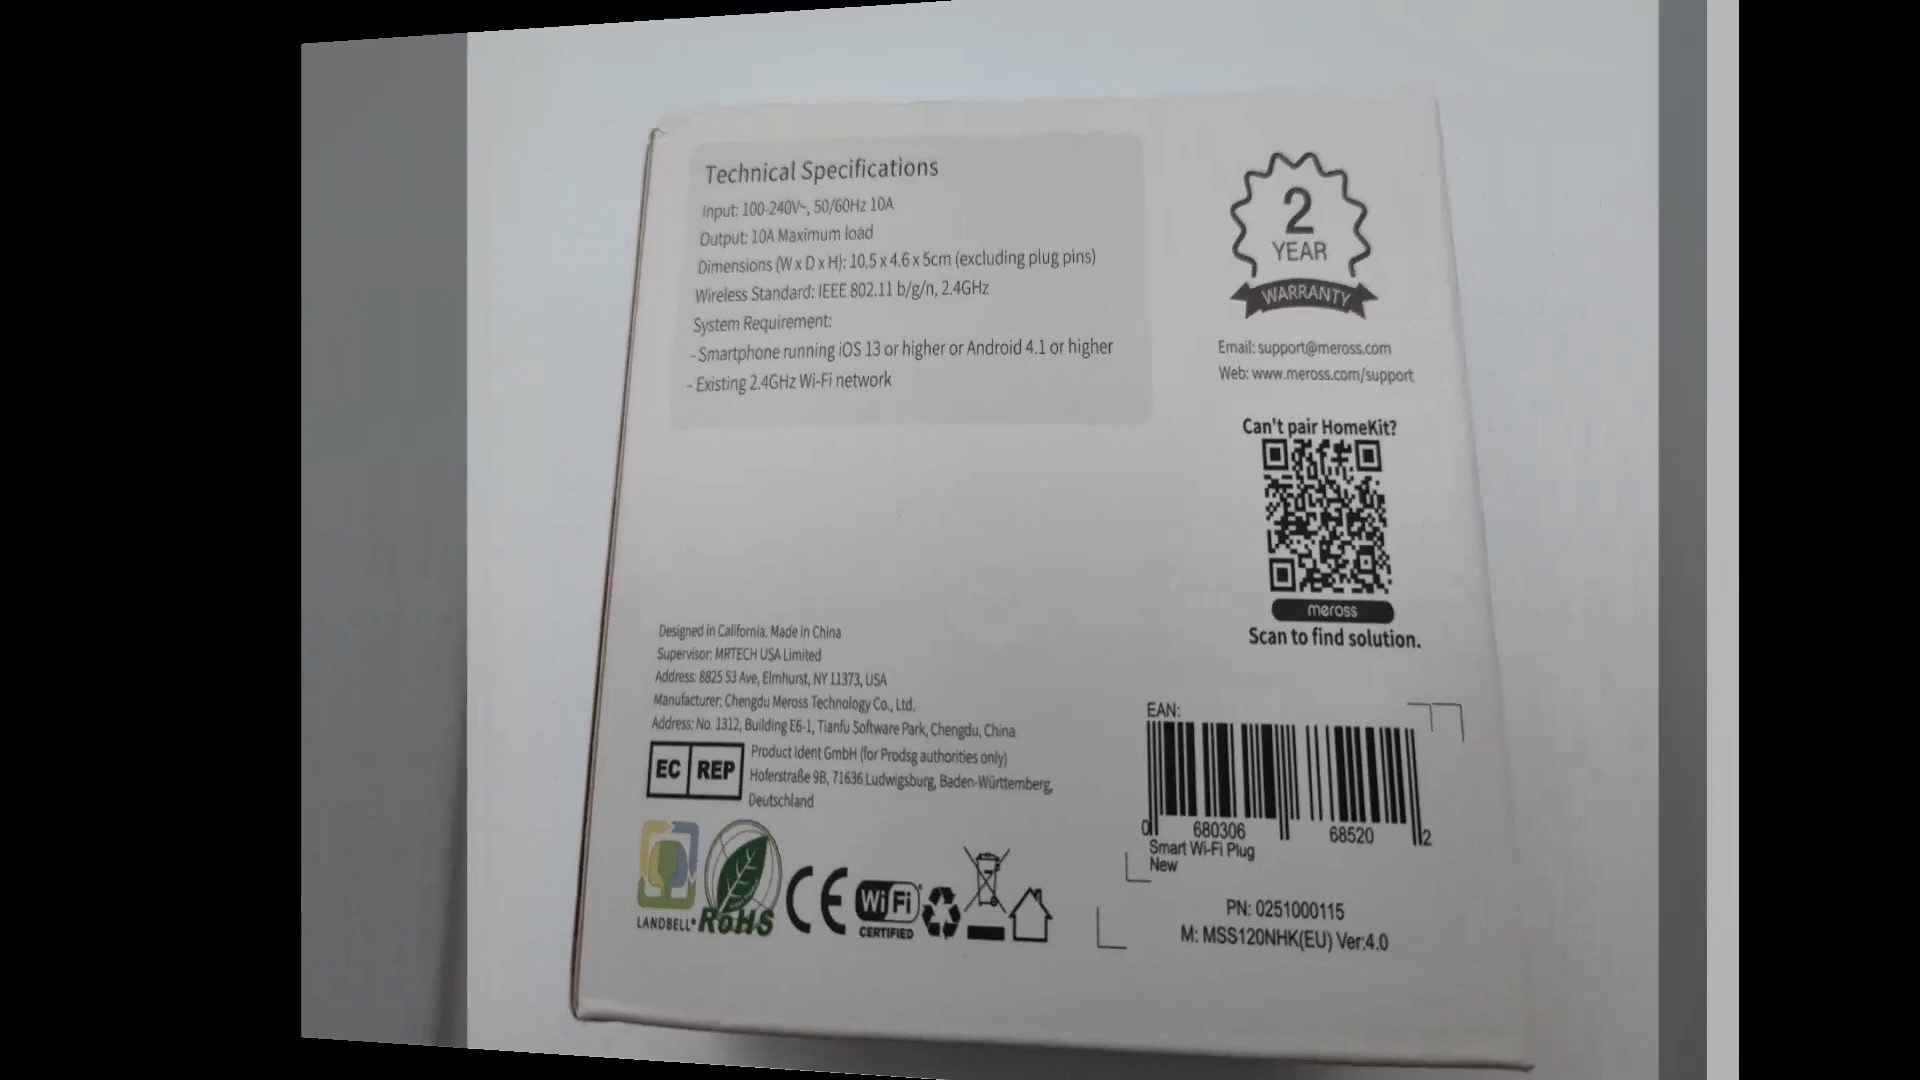 Technical Specifications
Input: 100-240V~, 50/60Hz 10A
Output: 10A Maximum load
Dimensions (W x D x H): 10.5 x 4.6 x 5cm (excluding plug pins)
Wireless Standard: IEEE 802.11 b/g/n, 2.4GHz
System Requirement:
- Smartphone running iOS 13 or higher or Android 4.1 or higher
- Existing 2.4GHz Wi-Fi network
2
YEAR
WARRANTY
Email: support@meross.com
Web: www.meross.com/support
Can't pair HomeKit?
meross
Scan to find solution.
Designed in California. Made in China
Supervisor: MRTECH USA Limited
Address: 8825 53 Ave, Elmhurst, NY 11373, USA
Manufacturer: Chengdu Meross Technology Co., Ltd.
Address: No. 1312, Building E6-1, Tianfu Software Park, Chengdu, China
EC REP
Product Ident GmbH (for Prodsg authorities only)
Hoferstraße 9B, 71636 Ludwigsburg, Baden-Württemberg,
Deutschland
LANDBELL®
RoHS
CE
Wi Fi
CERTIFIED
EAN:
0 680306 68520 2
Smart Wi-Fi Plug
New
PN: 0251000115
M: MSS120NHK(EU) Ver:4.0